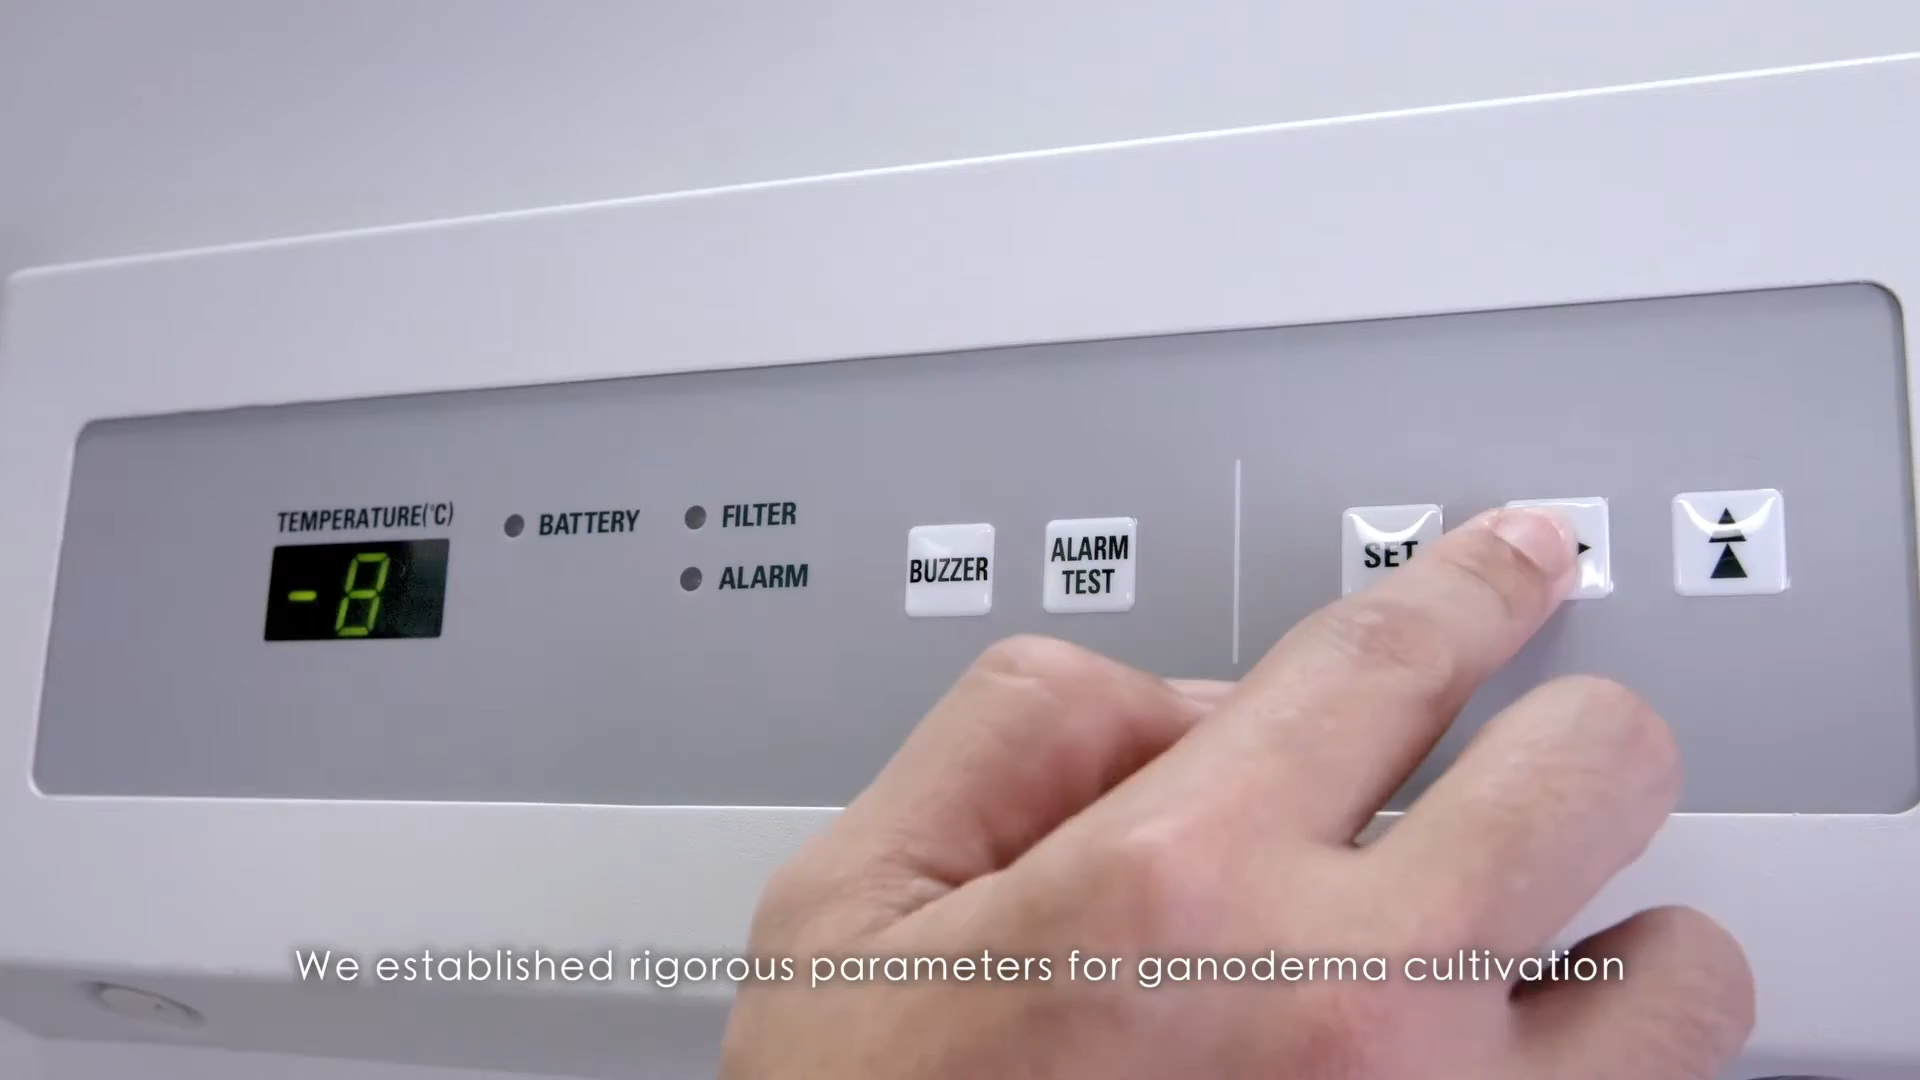 TEMPERATURE(°C)
-8
BATTERY
FILTER
ALARM
BUZZER
ALARM
TEST
SET
We established rigorous parameters for ganoderma cultivation